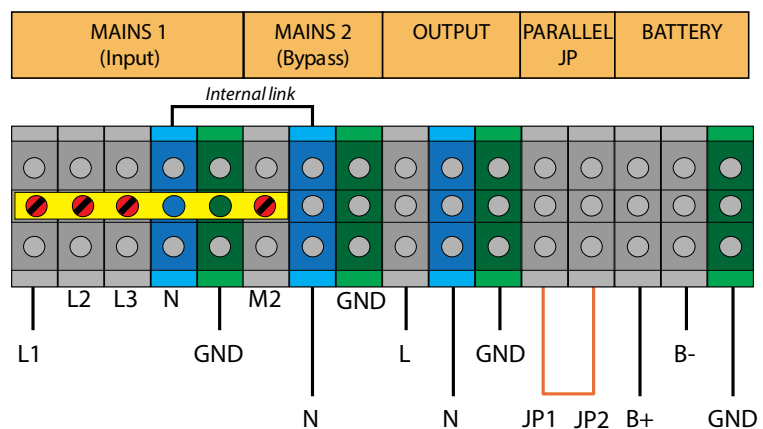 MAINS 1
(Input)
MAINS 2
(Bypass)
OUTPUT
PARALLEL
JP
BATTERY
Internal link
L2 L3 N M2 GND
L1 GND L GND B-
N N JP1 JP2 B+ GND